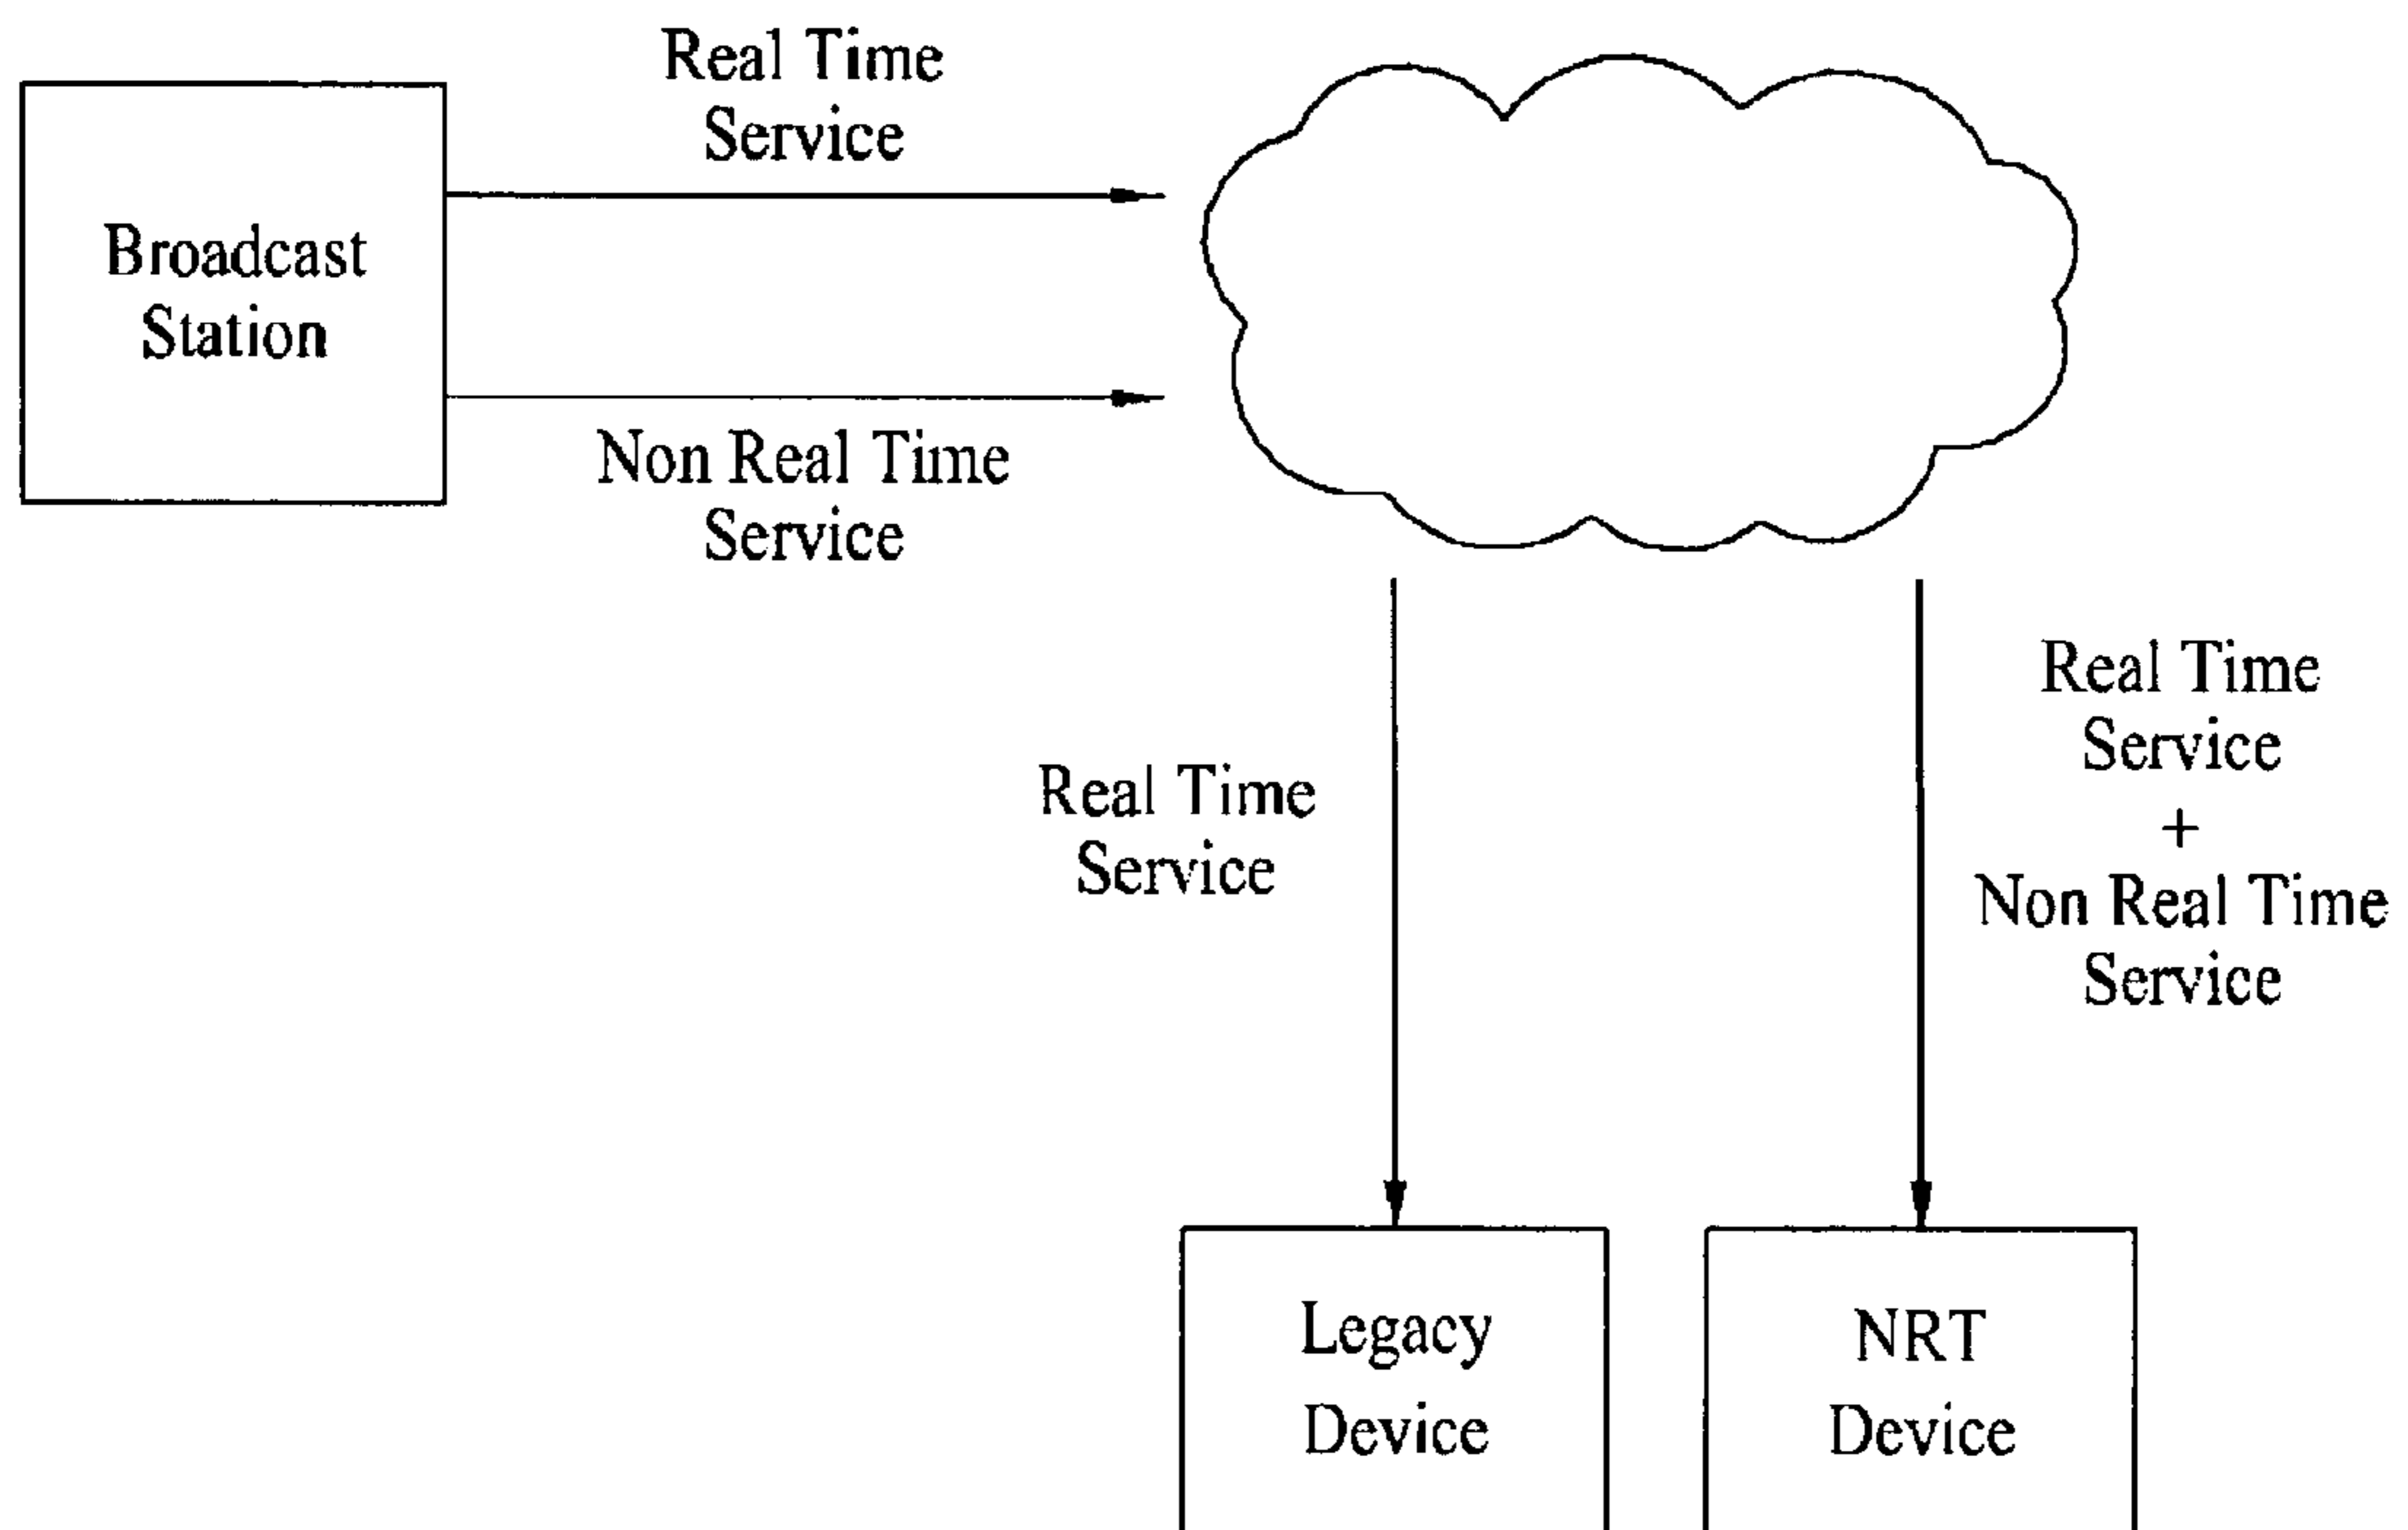 Real Time
Service
Broadcast
Station
Non Real Time
Service
Real Time
Service
Real Time
Service
+
Non Real Time
Service
Legacy
Device
NRT
Device